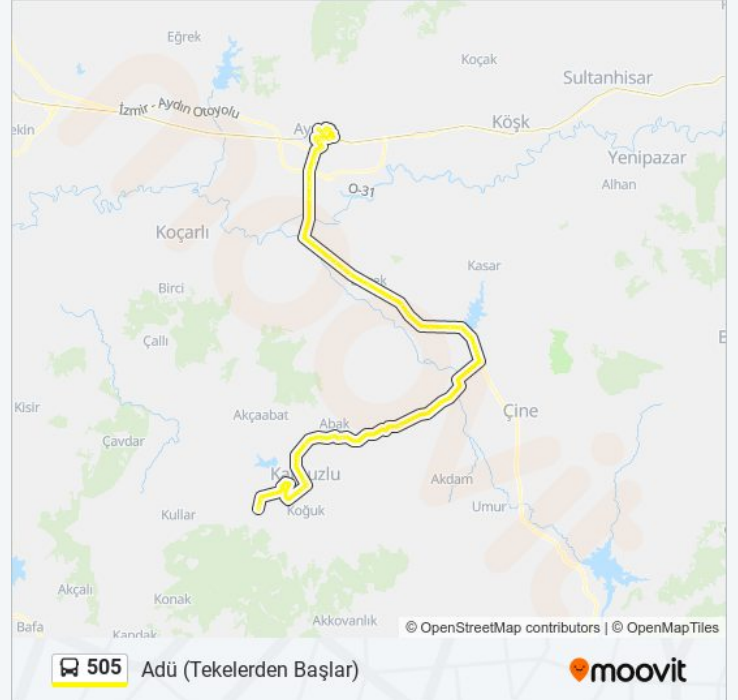 Eğrek
Koçak
Sultanhisar
İzmir - Aydın Otoyolu
Köşk
ekin
Yenipazar
Alhan
O-31
Koçarlı
Kasar
Birci
Çallı
Kisir
Akçaabat
Abak
Çine
Çavdar
Akdam
Umur
Koğuk
Kullar
Akçalı
Konak
Akkovanlık
Bafa
Kandak
© OpenStreetMap contributors | © OpenMapTiles
505 Adü (Tekelerden Başlar)
moovit